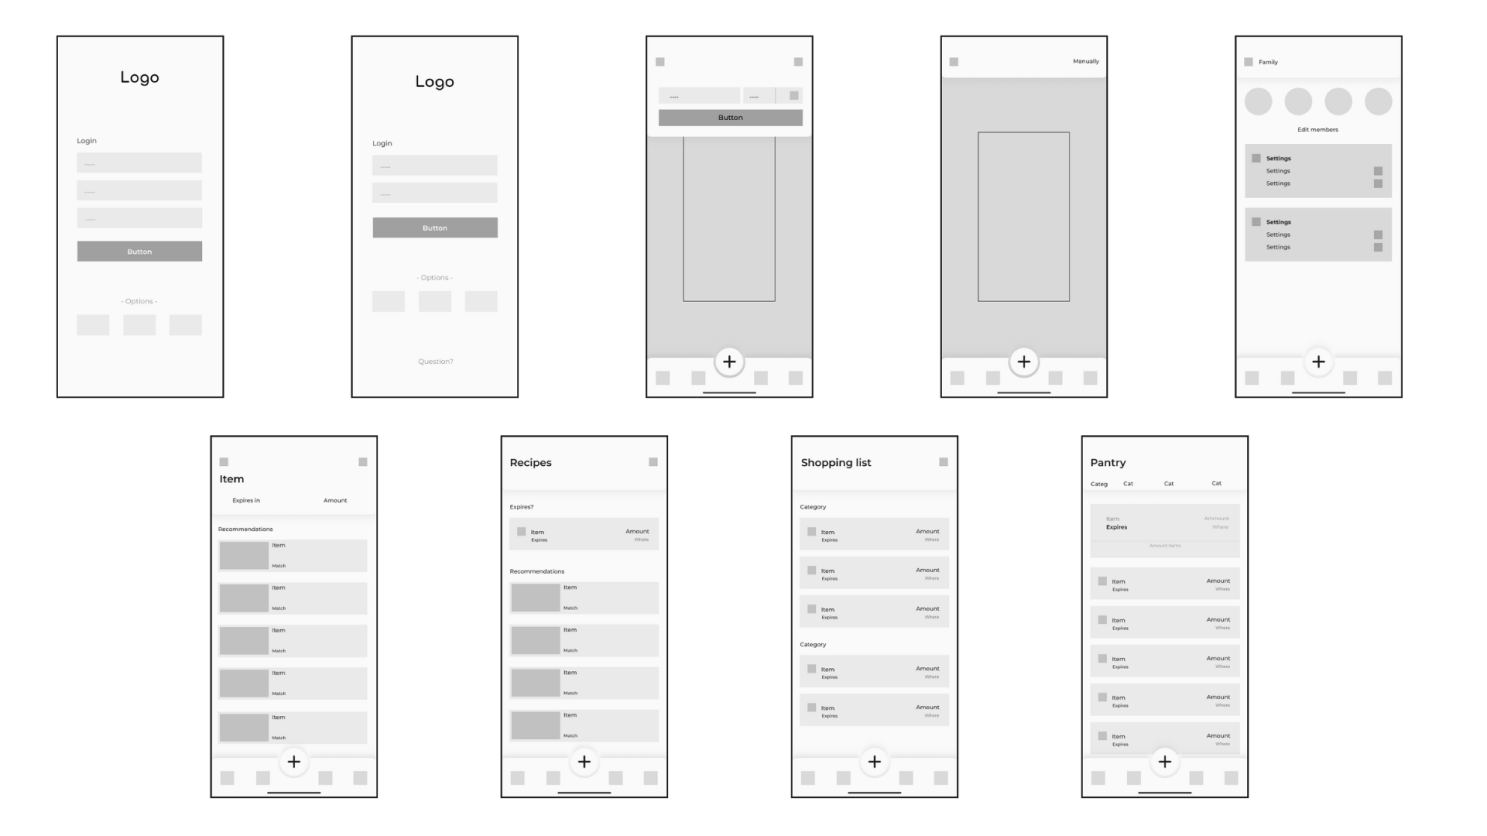 Logo
Login
.....
.....
.....
Button
- Options -
Logo
Login
.....
.....
Button
- Options -
Question?
.....
.....
Button
+
Manually
+
Family
Edit members
Settings
Settings
Settings
Settings
Settings
Settings
+
Item
Expires in Amount
Recommendations
Item
Match
Item
Match
Item
Match
Item
Match
Item
Match
+
Recipes
Expires?
Item Amount
Expires Where
Recommendations
Item
Match
Item
Match
Item
Match
Item
Match
+
Shopping list
Category
Item Amount
Expires Where
Item Amount
Expires Where
Item Amount
Expires Where
Category
Item Amount
Expires Where
Item Amount
Expires Where
+
Pantry
Categ Cat Cat Cat
Item Ammount
Expires Where
Amount items
Item Amount
Expires Where
Item Amount
Expires Where
Item Amount
Expires Where
Item Amount
Expires Where
Item Amount
Expires Where
+